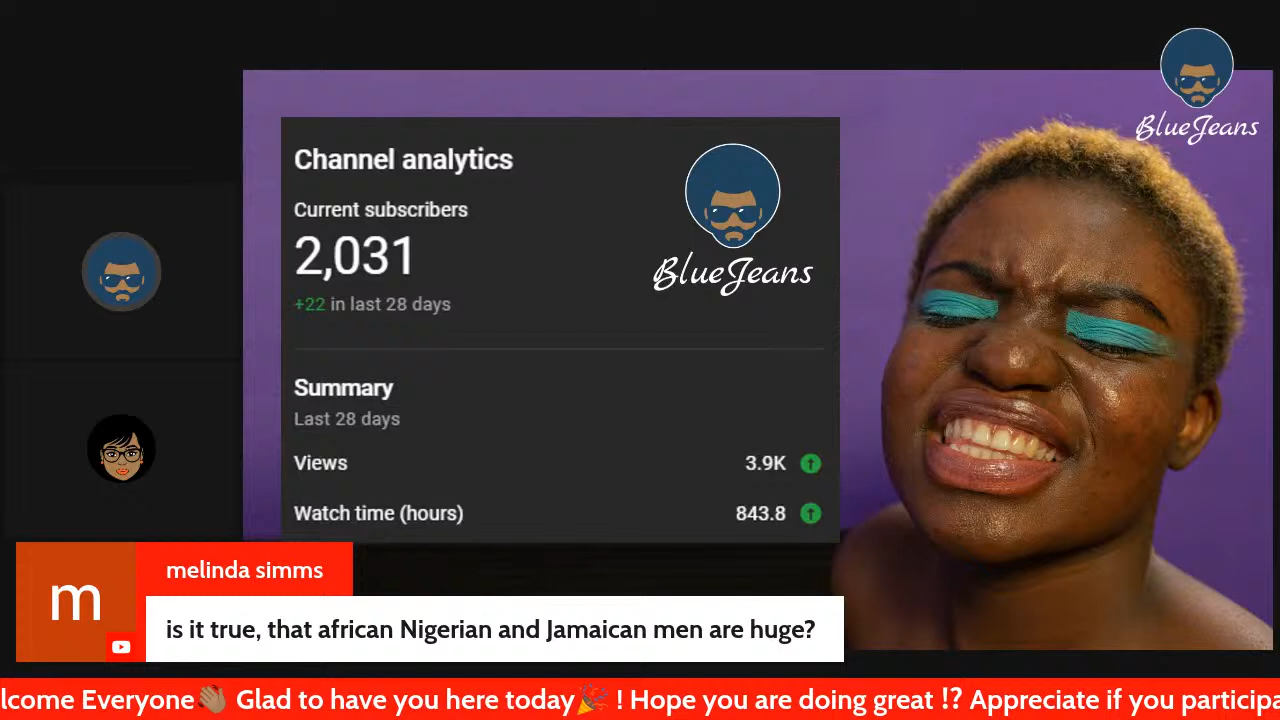 BlueJeans
Channel analytics
Current subscribers
2,031
+22 in last 28 days
BlueJeans
Summary
Last 28 days
Views 3.9K
Watch time (hours) 843.8
m
melinda simms
is it true, that african Nigerian and Jamaican men are huge?
lcome Everyone👋🏽 Glad to have you here today🎉 ! Hope you are doing great !? Appreciate if you participa